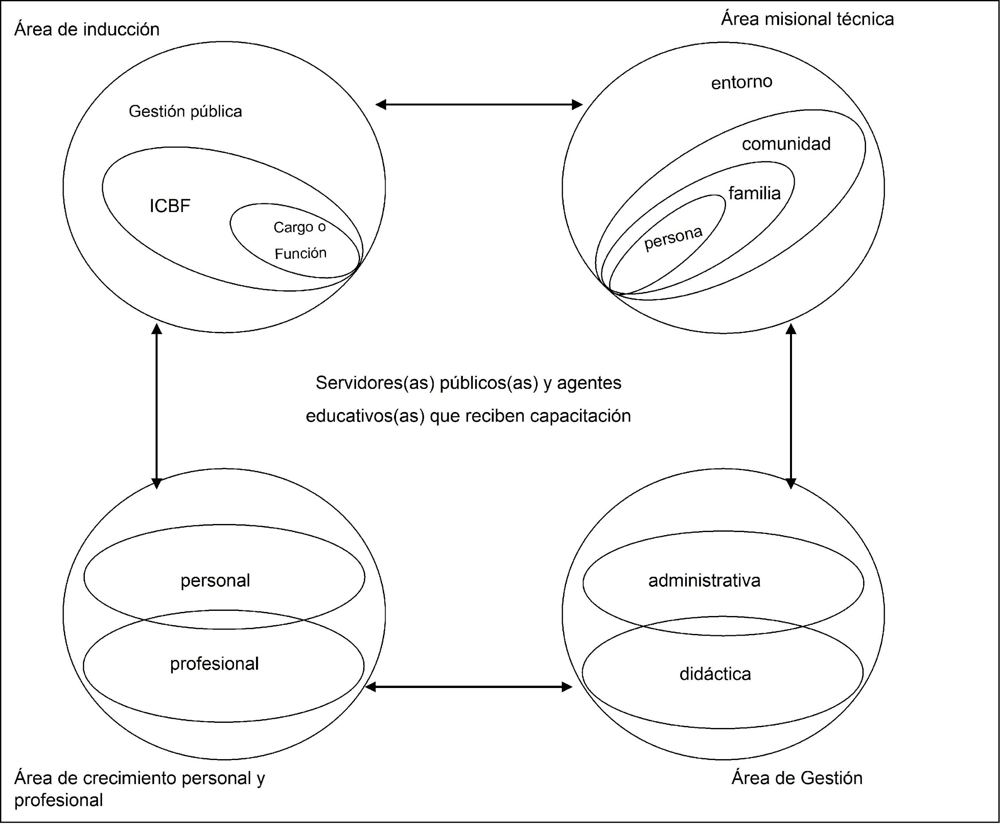 Área de inducción
Área misional técnica
Gestión pública
ICBF
Cargo o
Función
entorno
comunidad
familia
persona
Servidores(as) públicos(as) y agentes
educativos(as) que reciben capacitación
personal
profesional
administrativa
didáctica
Área de crecimiento personal y
profesional
Área de Gestión